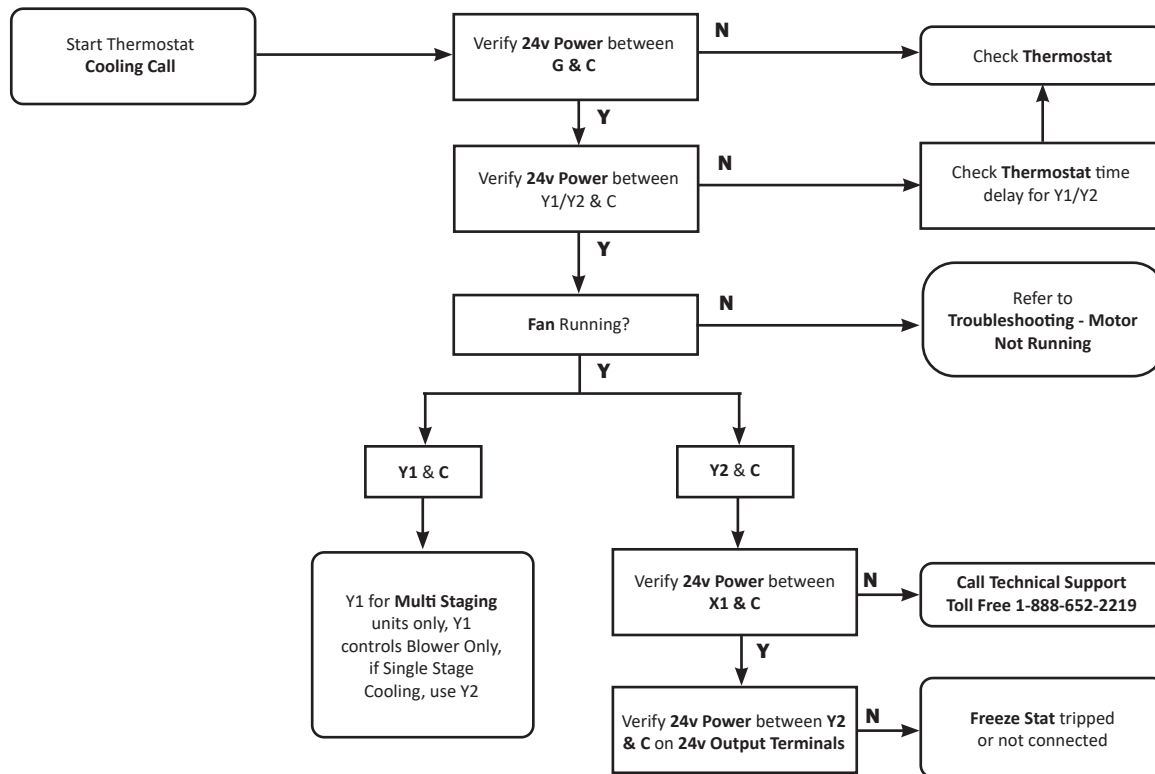 Start Thermostat
Cooling Call
Verify 24v Power between
G & C
N
Check Thermostat
Y
Verify 24v Power between
Y1/Y2 & C
N
Check Thermostat time
delay for Y1/Y2
Y
Fan Running?
N
Refer to
Troubleshooting - Motor
Not Running
Y
Y1 & C
Y2 & C
Y1 for Multi Staging
units only, Y1
controls Blower Only,
if Single Stage
Cooling, use Y2
Verify 24v Power between
X1 & C
N
Call Technical Support
Toll Free 1-888-652-2219
Y
Verify 24v Power between Y2
& C on 24v Output Terminals
N
Freeze Stat tripped
or not connected